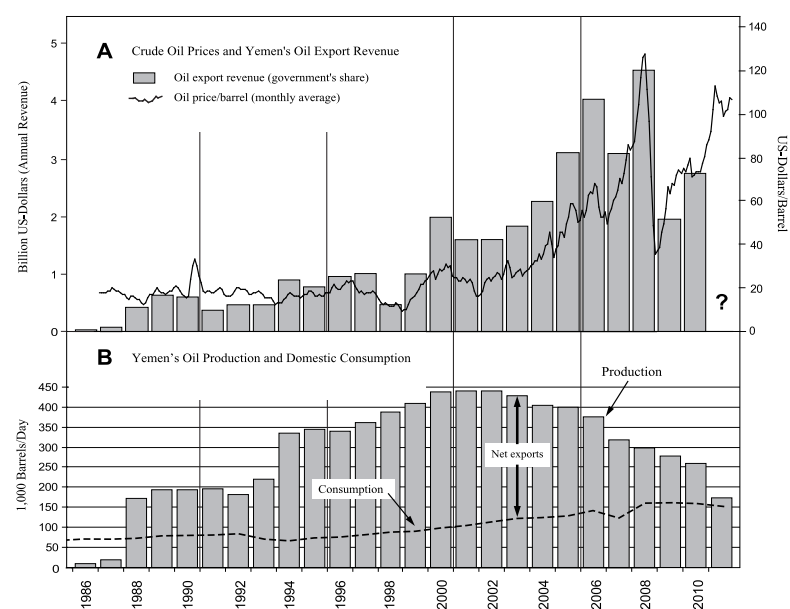 A Crude Oil Prices and Yemen's Oil Export Revenue
Oil export revenue (government's share)
Oil price/barrel (monthly average)
Billion US-Dollars (Annual Revenue)
5
4
3
2
1
0
US-Dollars/Barrel
140
120
100
80
60
40
20
0
?
B Yemen's Oil Production and Domestic Consumption
Production
Net exports
Consumption
1,000 Barrels/Day
450
400
350
300
250
200
150
100
50
0
1986 1988 1990 1992 1994 1996 1998 2000 2002 2004 2006 2008 2010